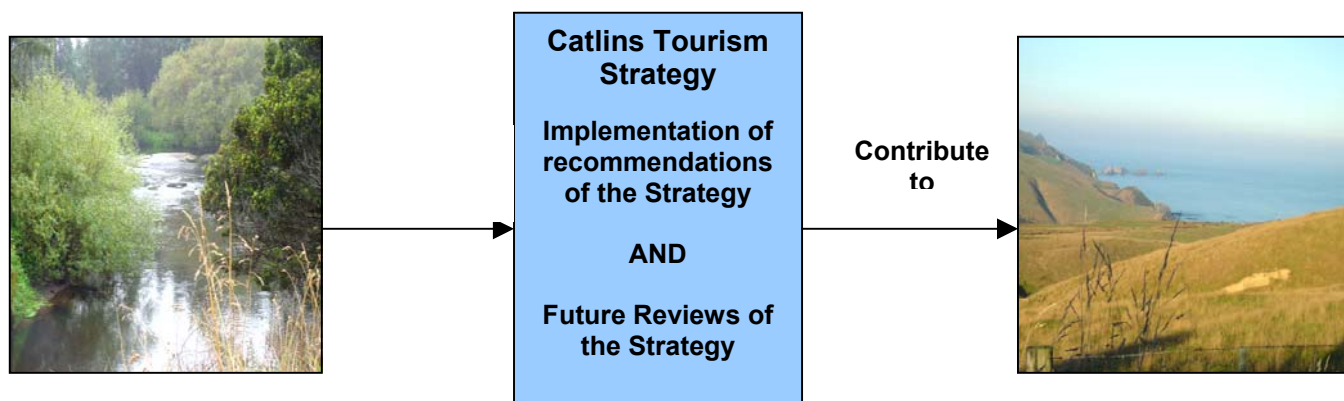 Catlins Tourism
Strategy
Implementation of
recommendations
of the Strategy
AND
Future Reviews of
the Strategy
Contribute
to